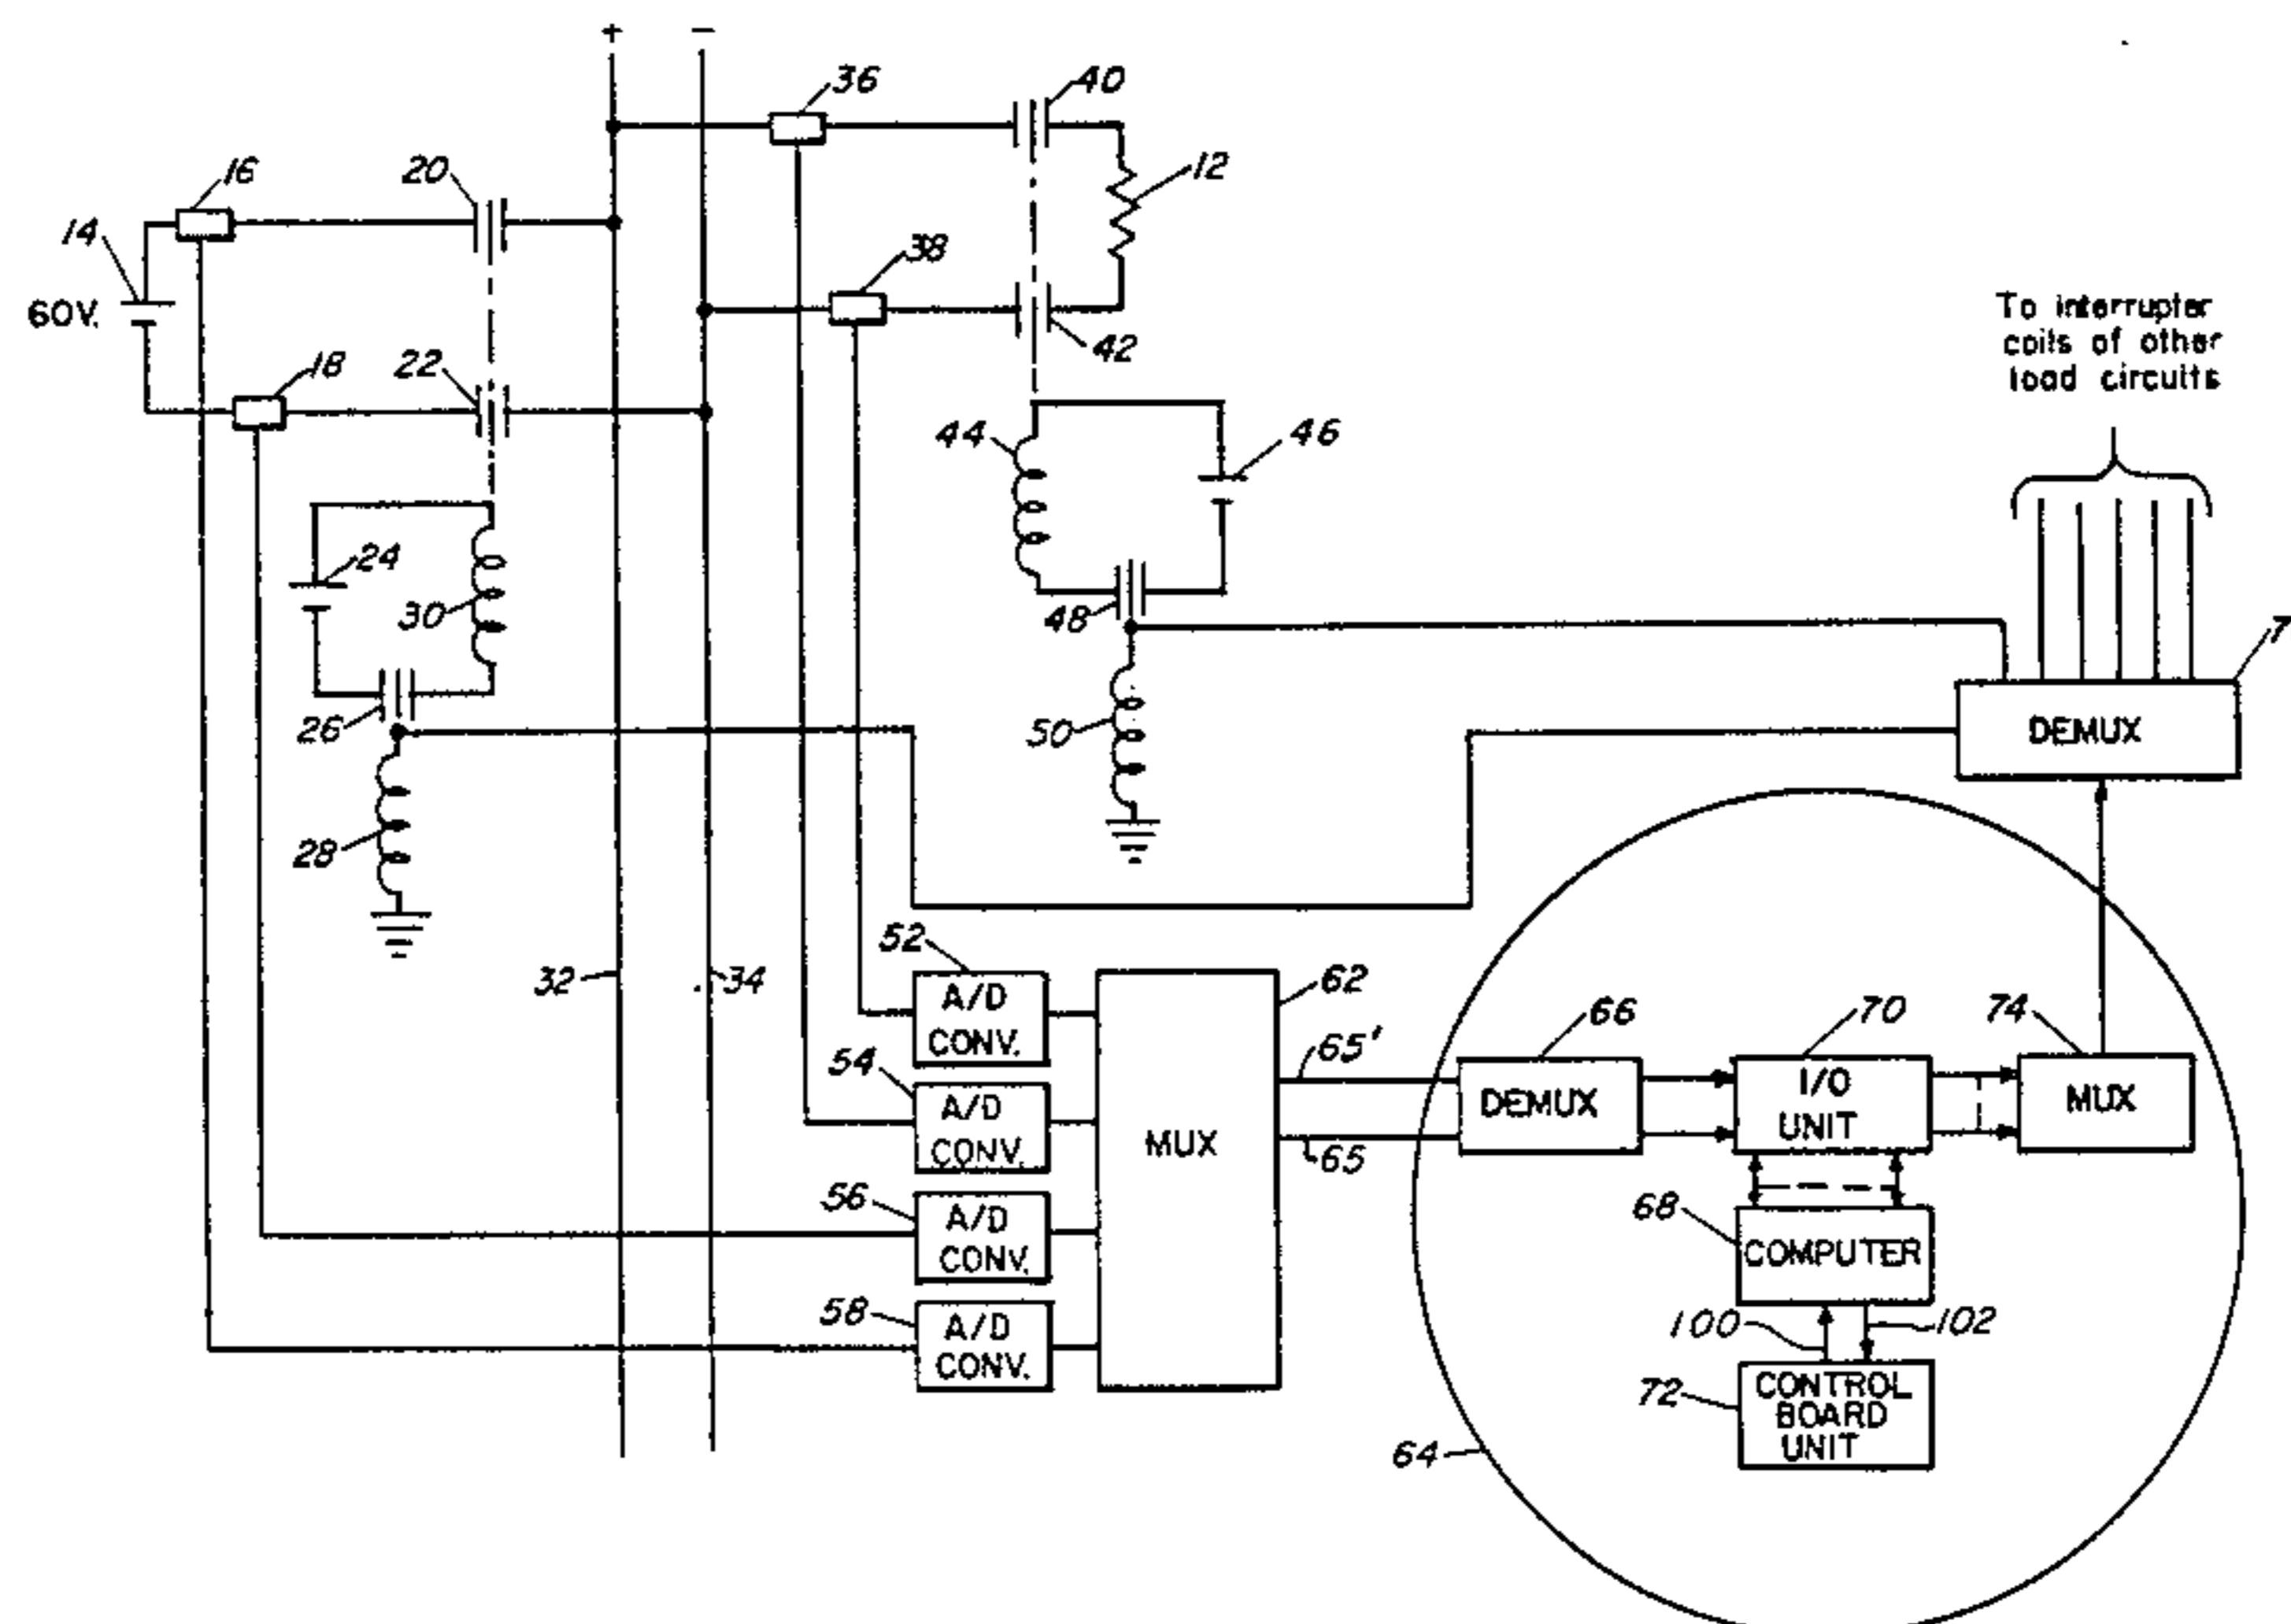 + −
36
40
16
20
12
14
38
60V.
18
22
42
To interrupter
coils of other
load circuits
44
46
24
30
48
7
26
50
DEMUX
28
52
32
34
A/D
CONV.
62
66
70
74
65'
54
A/D
CONV.
MUX
DEMUX
I/O
UNIT
MUX
65
56
A/D
CONV.
68
COMPUTER
58
A/D
CONV.
100
102
72
CONTROL
BOARD
UNIT
64